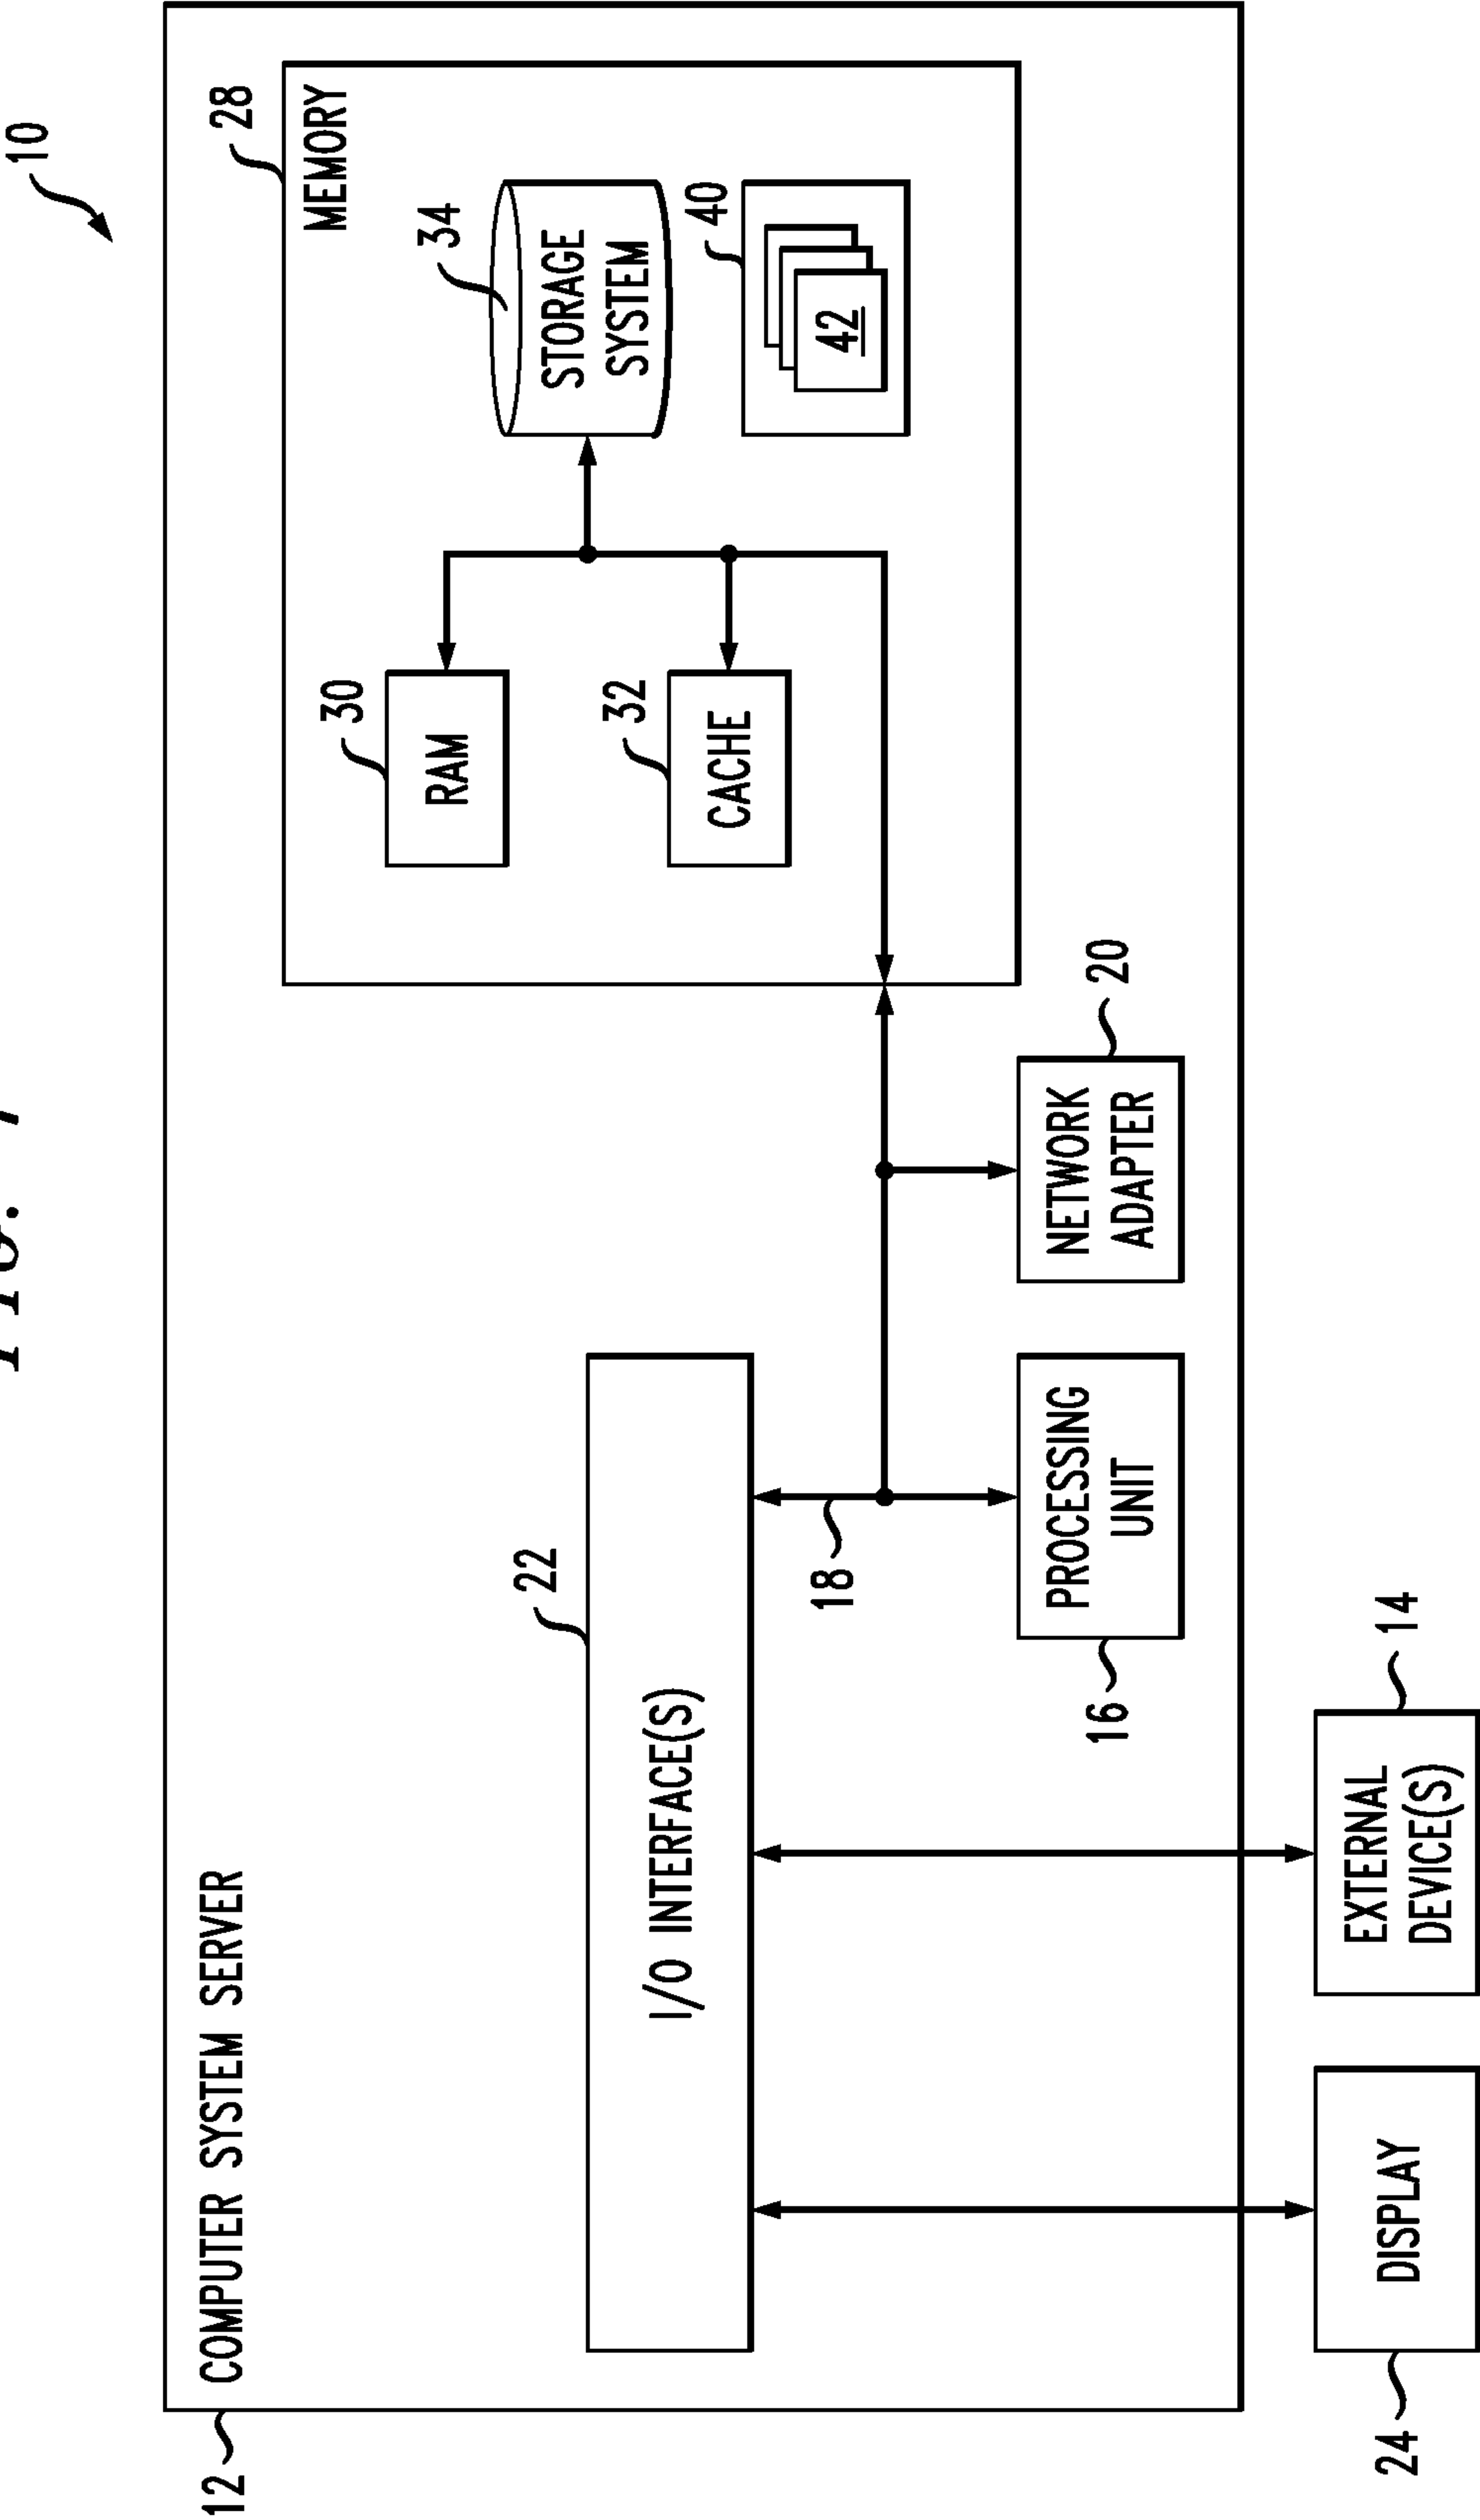 10
12
COMPUTER SYSTEM SERVER
28
MEMORY
30
RAM
34
STORAGE
SYSTEM
22
I/O INTERFACE(S)
32
CACHE
40
42
18
16
PROCESSING
UNIT
20
NETWORK
ADAPTER
24
DISPLAY
14
EXTERNAL
DEVICE(S)